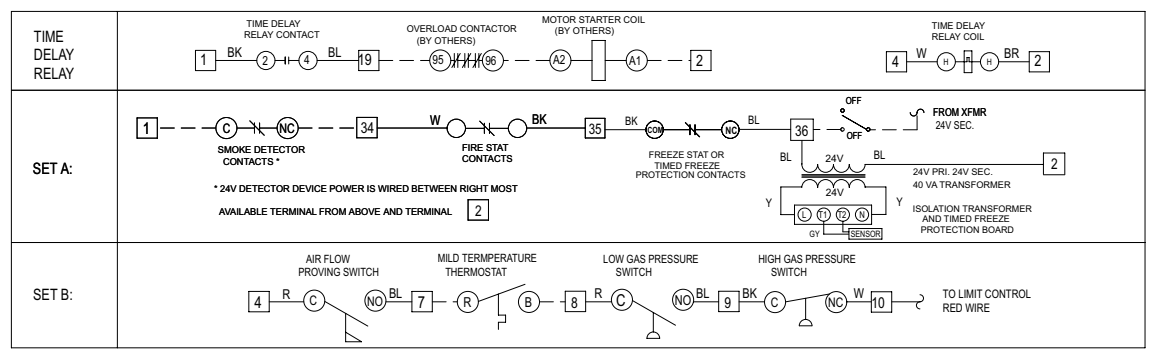 TIME
DELAY
RELAY
TIME DELAY
RELAY CONTACT
OVERLOAD CONTACTOR
(BY OTHERS)
MOTOR STARTER COIL
(BY OTHERS)
TIME DELAY
RELAY COIL
1 BK 2 4 BL 19 95 96 A2 A1 2
4 W H H BR 2
SET A:
OFF
FROM XFMR
24V SEC.
1 C NC 34 W BK 35 BK COM NC BL 36 OFF
SMOKE DETECTOR
CONTACTS *
FIRE STAT
CONTACTS
FREEZE STAT OR
TIMED FREEZE
PROTECTION CONTACTS
BL 24V BL 2
24V PRI. 24V SEC.
40 VA TRANSFORMER
* 24V DETECTOR DEVICE POWER IS WIRED BETWEEN RIGHT MOST
AVAILABLE TERMINAL FROM ABOVE AND TERMINAL 2
24V
Y Y
L T1 T2 N
GY SENSOR
ISOLATION TRANSFORMER
AND TIMED FREEZE
PROTECTION BOARD
SET B:
AIR FLOW
PROVING SWITCH
MILD TERMPERATURE
THERMOSTAT
LOW GAS PRESSURE
SWITCH
HIGH GAS PRESSURE
SWITCH
4 R C NO BL 7 R B 8 R C NO BL 9 BK C NC W 10
TO LIMIT CONTROL
RED WIRE